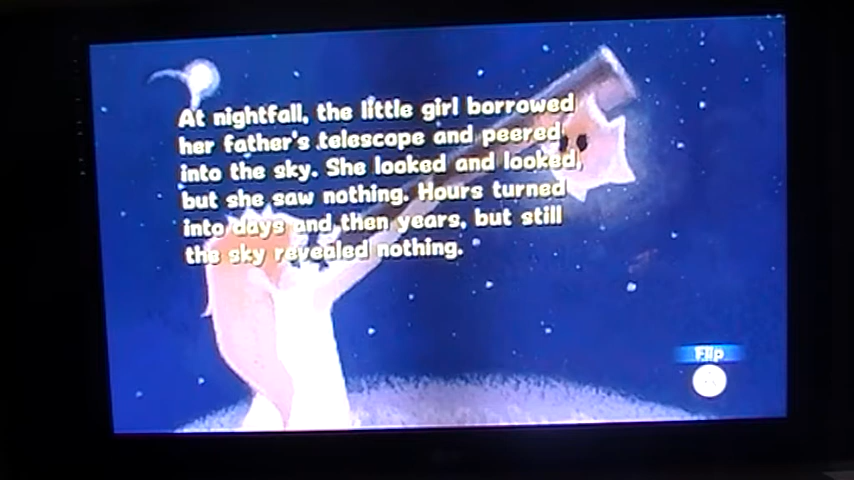 At nightfall, the little girl borrowed
her father's telescope and peered
into the sky. She looked and looked,
but she saw nothing. Hours turned
into days and then years, but still
the sky revealed nothing.
Flip